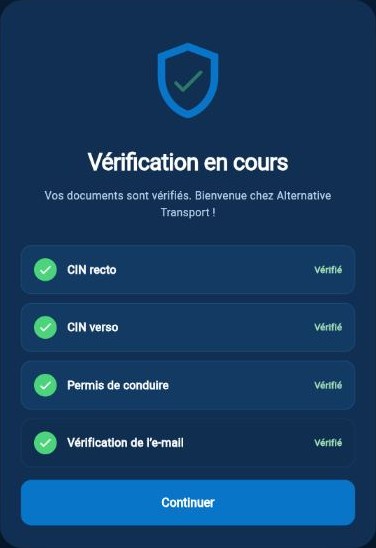 Vérification en cours
Vos documents sont vérifiés. Bienvenue chez Alternative
Transport !
CIN recto Vérifié
CIN verso Vérifié
Permis de conduire Vérifié
Vérification de l'e-mail Vérifié
Continuer